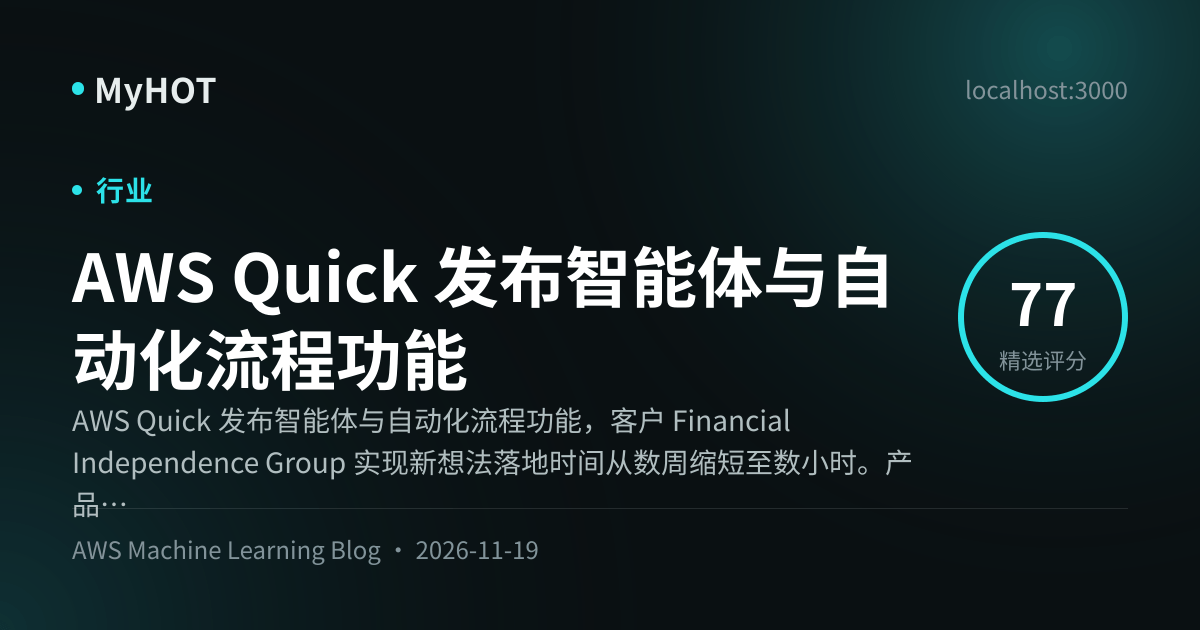 MyHOT
localhost:3000
行业
AWS Quick 发布智能体与自
动化流程功能
77
精选评分
AWS Quick 发布智能体与自动化流程功能，客户 Financial
Independence Group 实现新想法落地时间从数周缩短至数小时。产
品…
AWS Machine Learning Blog • 2026-11-19